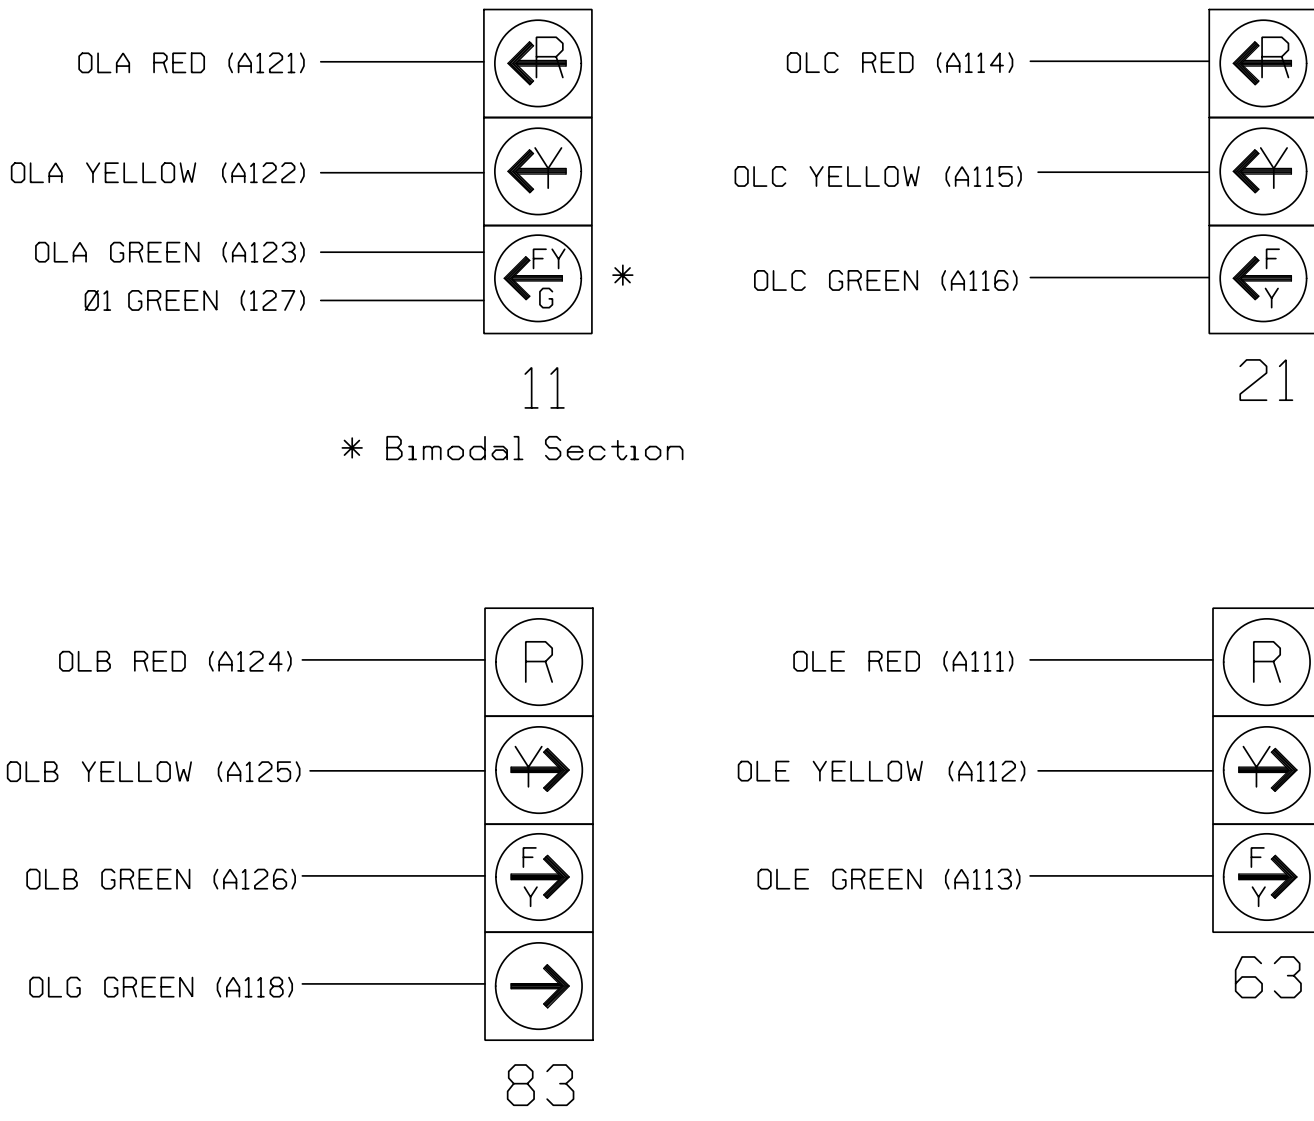 OLA RED (A121)
R
OLA YELLOW (A122)
Y
OLA GREEN (A123)
Ø1 GREEN (127)
FY
G
*
11
* Bimodal Section
OLC RED (A114)
R
OLC YELLOW (A115)
Y
OLC GREEN (A116)
F
Y
21
OLB RED (A124)
R
OLB YELLOW (A125)
Y
OLB GREEN (A126)
F
Y
OLG GREEN (A118)
83
OLE RED (A111)
R
OLE YELLOW (A112)
Y
OLE GREEN (A113)
F
Y
63